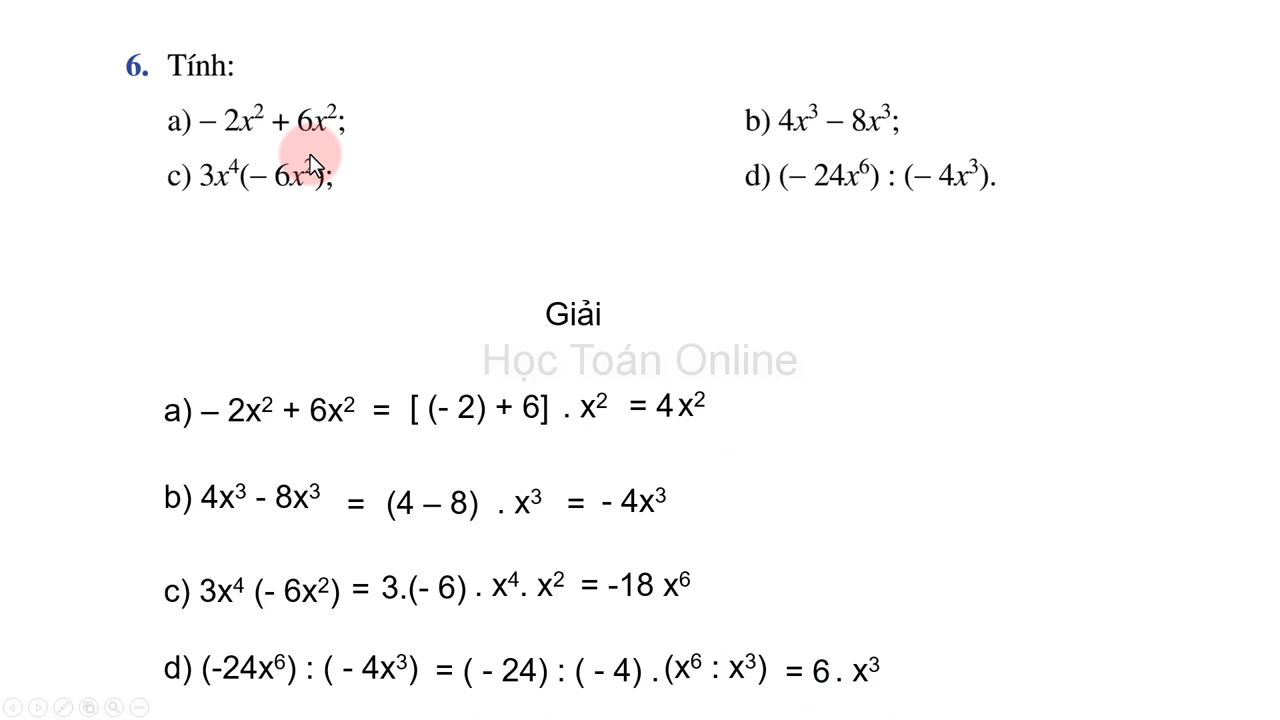 6. Tính:
a) – 2x² + 6x²; b) 4x³ – 8x³;
c) 3x⁴(– 6x²); d) (– 24x⁶) : (– 4x³).
Giải
Học Toán Online
a) – 2x² + 6x² = [ (- 2) + 6] . x² = 4x²
b) 4x³ - 8x³ = (4 – 8) . x³ = - 4x³
c) 3x⁴ (- 6x²) = 3.(- 6) . x⁴. x² = -18 x⁶
d) (-24x⁶) : ( - 4x³) = ( - 24) : ( - 4) . (x⁶ : x³) = 6 . x³